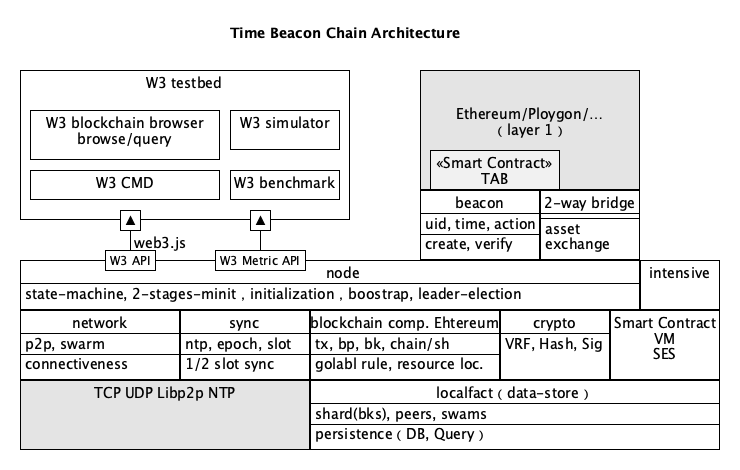 Time Beacon Chain Architecture
W3 testbed
W3 blockchain browser
browse/query
W3 simulator
W3 CMD
W3 benchmark
Ethereum/Ploygon/...
( layer 1 )
«Smart Contract»
TAB
beacon
2-way bridge
uid, time, action
create, verify
asset
exchange
web3.js
W3 API
W3 Metric API
node
intensive
state-machine, 2-stages-minit , initialization , boostrap, leader-election
network
sync
blockchain comp. Ehtereum
crypto
Smart Contract
VM
SES
p2p, swarm
ntp, epoch, slot
tx, bp, bk, chain/sh
VRF, Hash, Sig
connectiveness
1/2 slot sync
golabl rule, resource loc.
TCP UDP Libp2p NTP
localfact ( data-store )
shard(bks), peers, swams
persistence ( DB, Query )